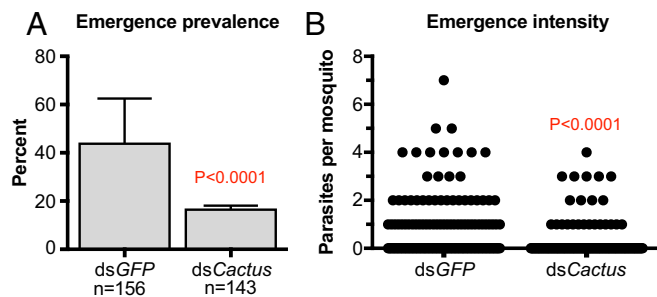 A Emergence prevalence
Percent
80
60
40
20
0
P<0.0001
dsGFP
n=156
dsCactus
n=143
B Emergence intensity
Parasites per mosquito
8
6
4
2
0
P<0.0001
dsGFP
dsCactus